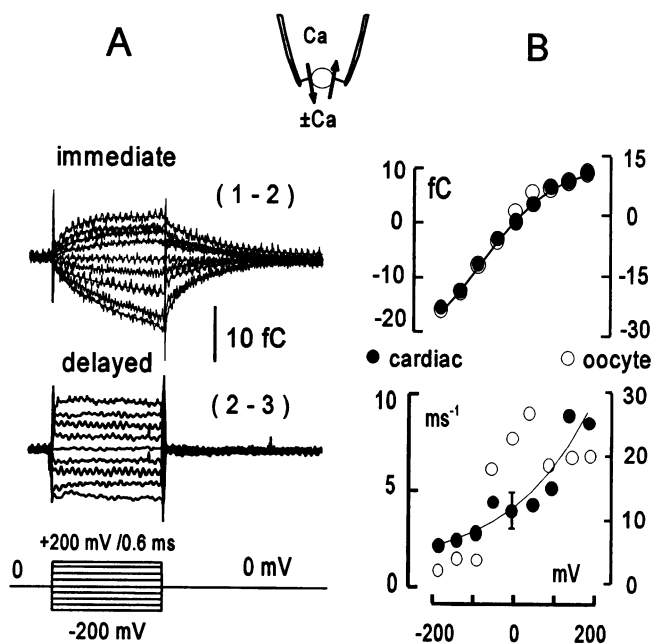 A
B
Ca
±Ca
immediate
(1 - 2)
10 fC
delayed
(2 - 3)
+200 mV /0.6 ms
0
0 mV
-200 mV
10
0
-10
-20
fC
15
0
-15
-30
● cardiac
○ oocyte
10
5
0
ms-1
30
20
10
0
mV
-200
0
200